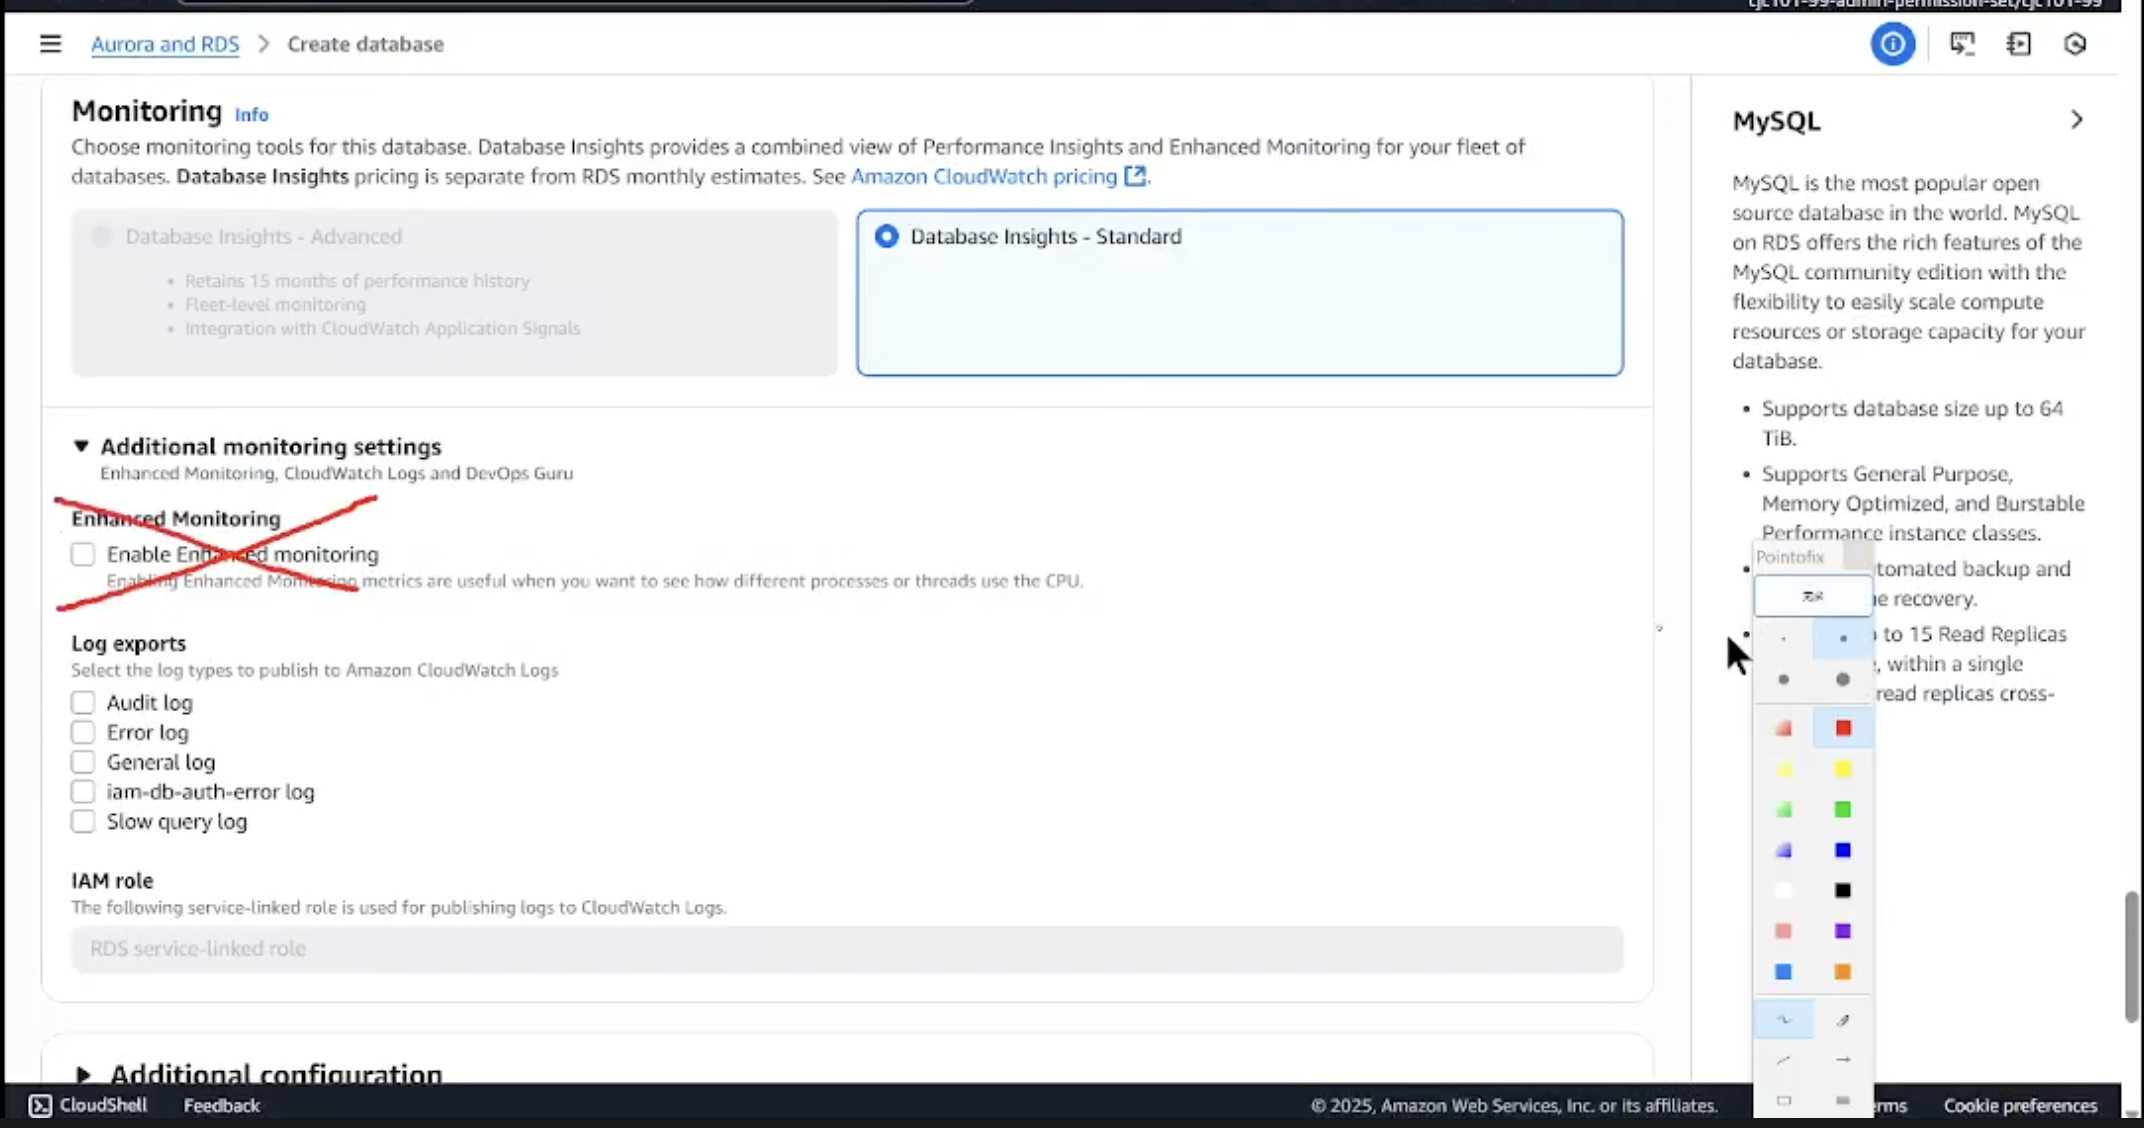 cjc101-99-admin-permission-set/cjc101-99
Aurora and RDS > Create database
Monitoring Info
Choose monitoring tools for this database. Database Insights provides a combined view of Performance Insights and Enhanced Monitoring for your fleet of
databases. Database Insights pricing is separate from RDS monthly estimates. See Amazon CloudWatch pricing.
Database Insights - Advanced
• Retains 15 months of performance history
• Fleet-level monitoring
• Integration with CloudWatch Application Signals
Database Insights - Standard
Additional monitoring settings
Enhanced Monitoring, CloudWatch Logs and DevOps Guru
Enhanced Monitoring
Enable Enhanced monitoring
Enabling Enhanced Monitoring metrics are useful when you want to see how different processes or threads use the CPU.
Log exports
Select the log types to publish to Amazon CloudWatch Logs
Audit log
Error log
General log
iam-db-auth-error log
Slow query log
IAM role
The following service-linked role is used for publishing logs to CloudWatch Logs.
RDS service-linked role
Additional configuration
MySQL
MySQL is the most popular open
source database in the world. MySQL
on RDS offers the rich features of the
MySQL community edition with the
flexibility to easily scale compute
resources or storage capacity for your
database.
• Supports database size up to 64
TiB.
• Supports General Purpose,
Memory Optimized, and Burstable
Performance instance classes.
tomated backup and
e recovery.
to 15 Read Replicas
, within a single
read replicas cross-
Pointofix
CloudShell Feedback
© 2025, Amazon Web Services, Inc. or its affiliates.
erms
Cookie preferences